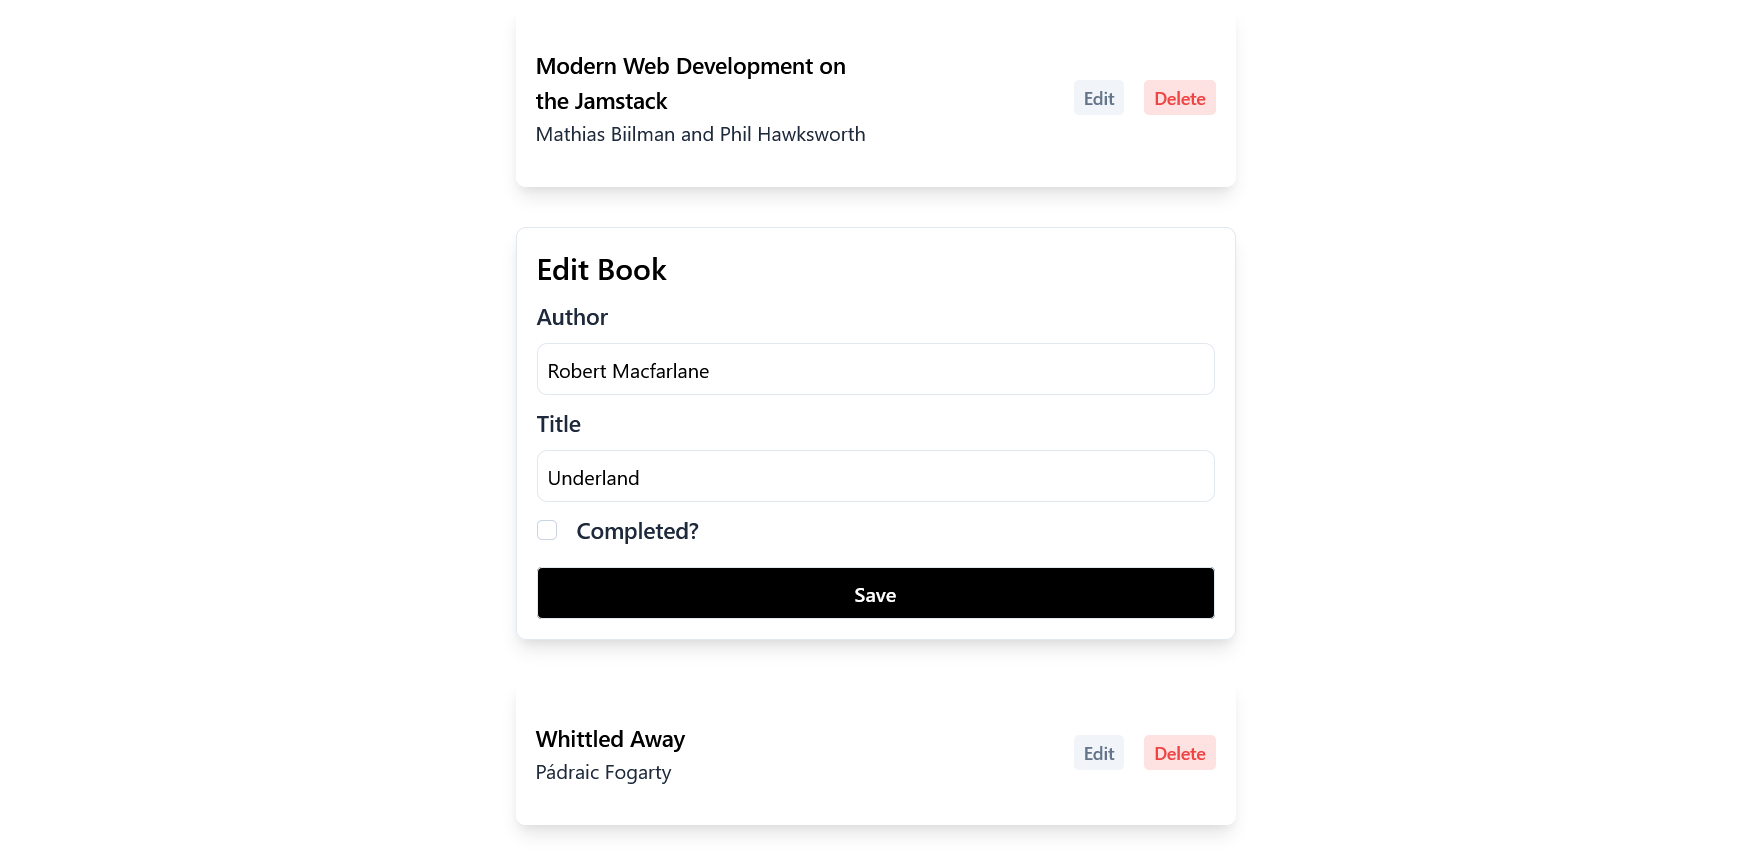 Modern Web Development on
the Jamstack
Mathias Biilman and Phil Hawksworth
Edit
Delete
Edit Book
Author
Robert Macfarlane
Title
Underland
Completed?
Save
Whittled Away
Pádraic Fogarty
Edit
Delete